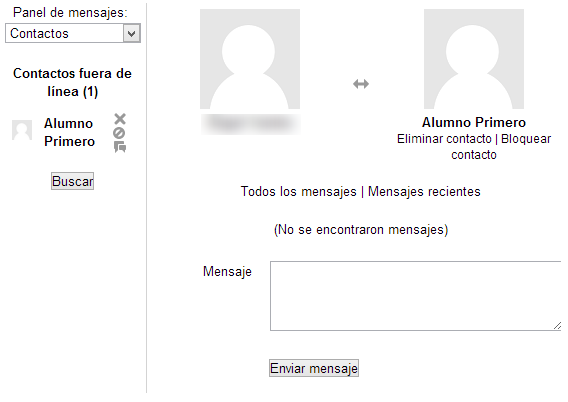 Panel de mensajes:
Contactos
Contactos fuera de
línea (1)
Alumno
Primero
Buscar
Alumno Primero
Eliminar contacto | Bloquear
contacto
Todos los mensajes | Mensajes recientes
(No se encontraron mensajes)
Mensaje
Enviar mensaje